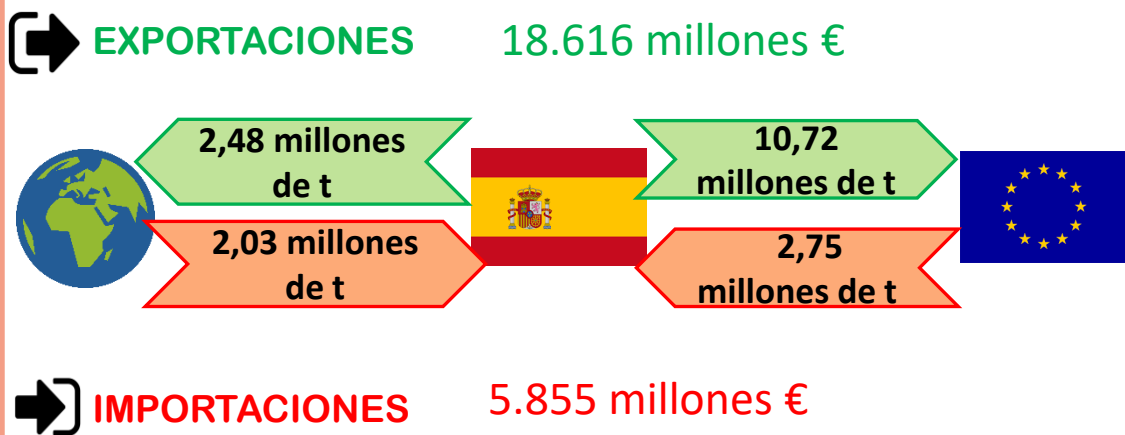 EXPORTACIONES 18.616 millones €
2,48 millones
de t
10,72
millones de t
2,03 millones
de t
2,75
millones de t
IMPORTACIONES 5.855 millones €